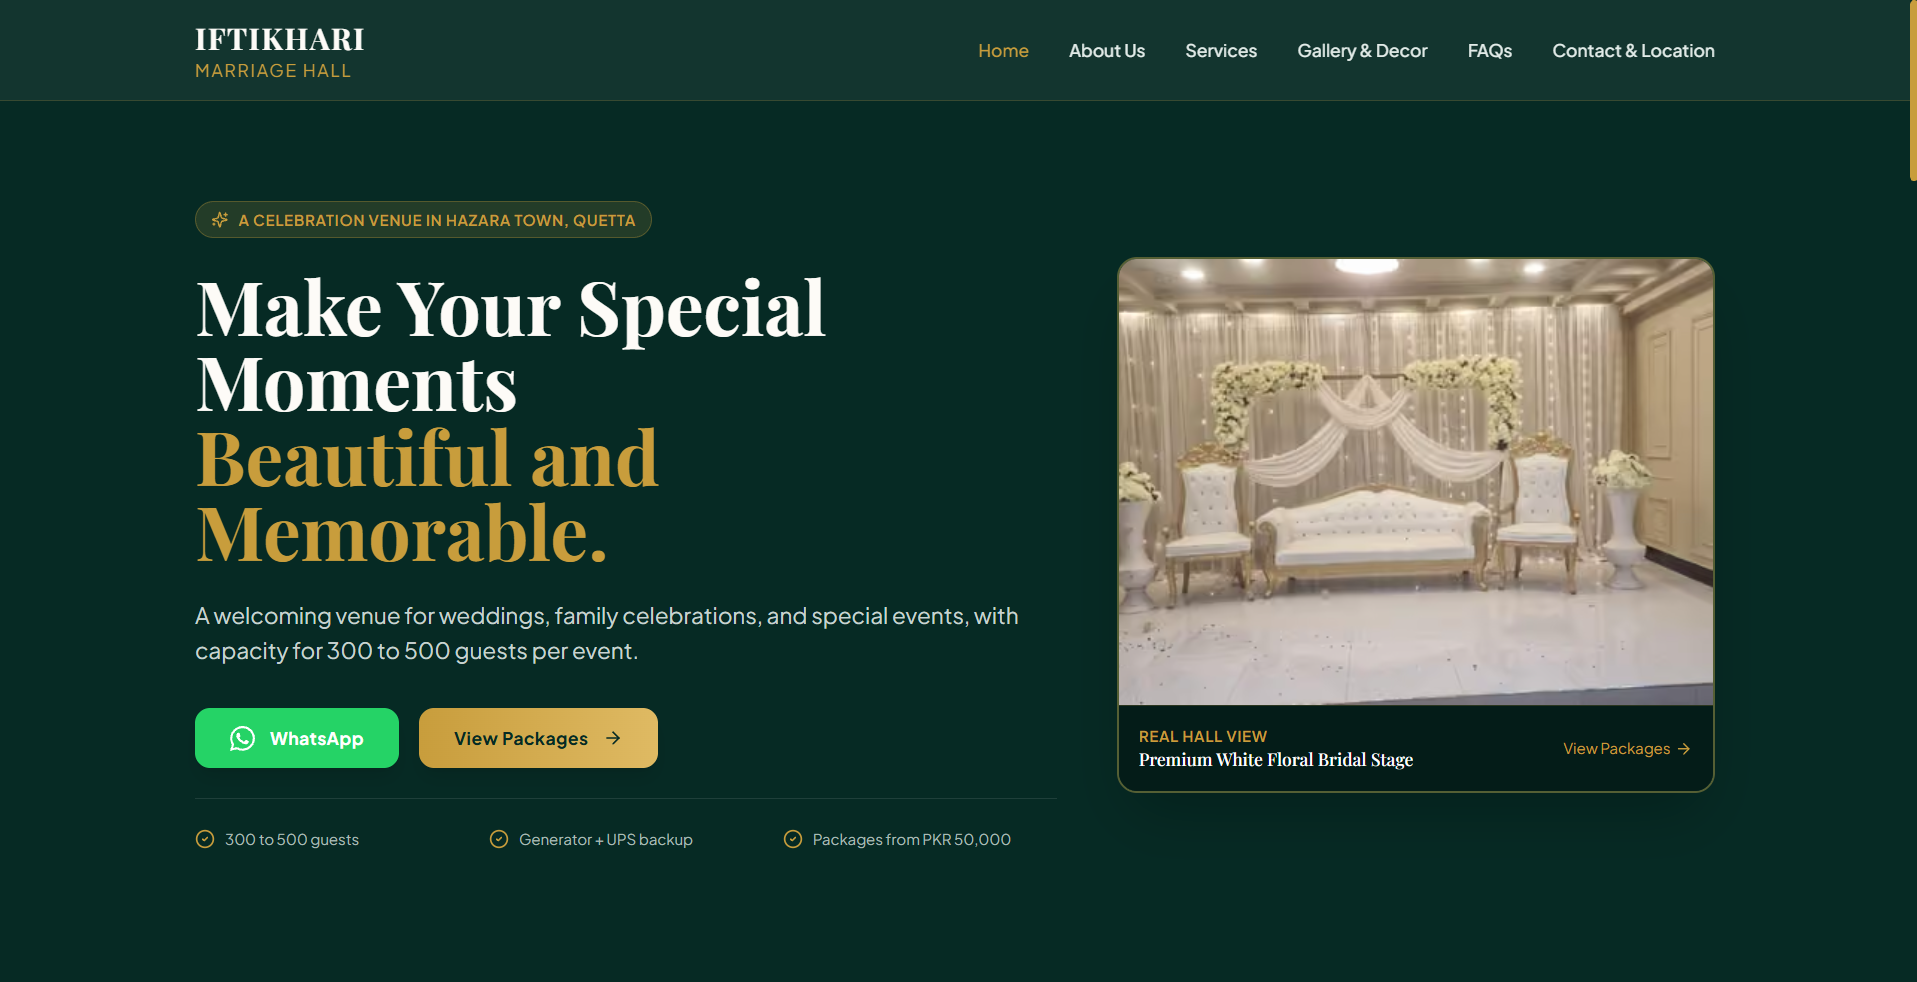 IFTIKHARI
MARRIAGE HALL
Home
About Us
Services
Gallery & Decor
FAQs
Contact & Location
A CELEBRATION VENUE IN HAZARA TOWN, QUETTA
Make Your Special
Moments
Beautiful and
Memorable.
A welcoming venue for weddings, family celebrations, and special events, with
capacity for 300 to 500 guests per event.
WhatsApp
View Packages
300 to 500 guests
Generator + UPS backup
Packages from PKR 50,000
REAL HALL VIEW
Premium White Floral Bridal Stage
View Packages